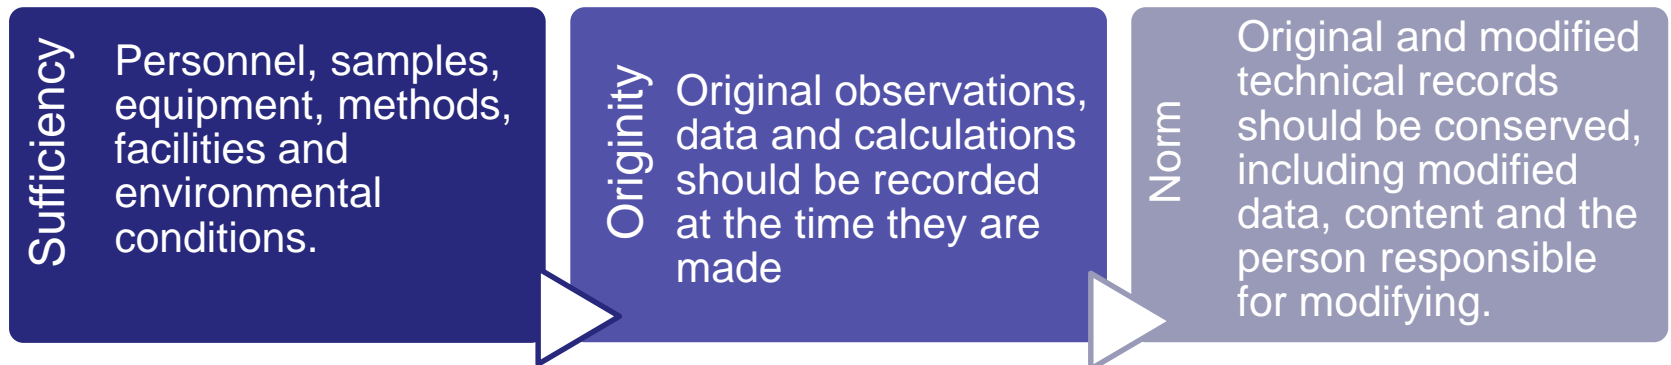 Sufficiency
Personnel, samples,
equipment, methods,
facilities and
environmental
conditions.
Originity
Original observations,
data and calculations
should be recorded
at the time they are
made
Norm
Original and modified
technical records
should be conserved,
including modified
data, content and the
person responsible
for modifying.